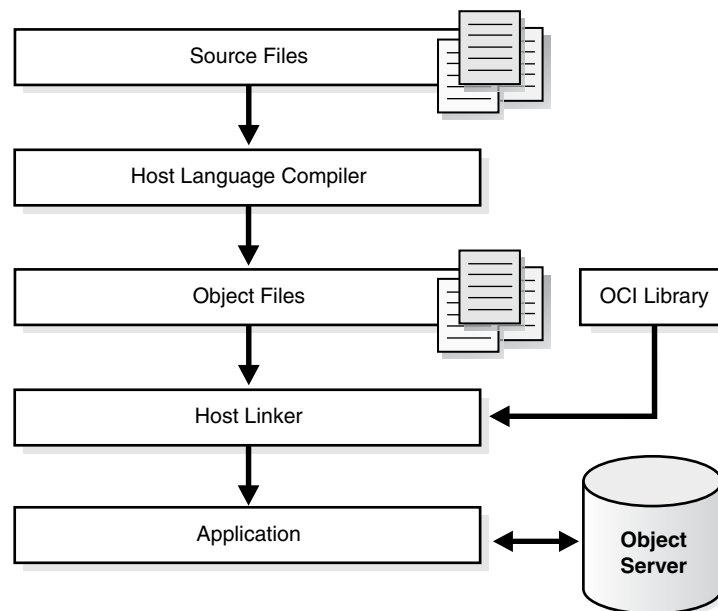 Source Files
Host Language Compiler
Object Files
OCI Library
Host Linker
Application
Object
Server